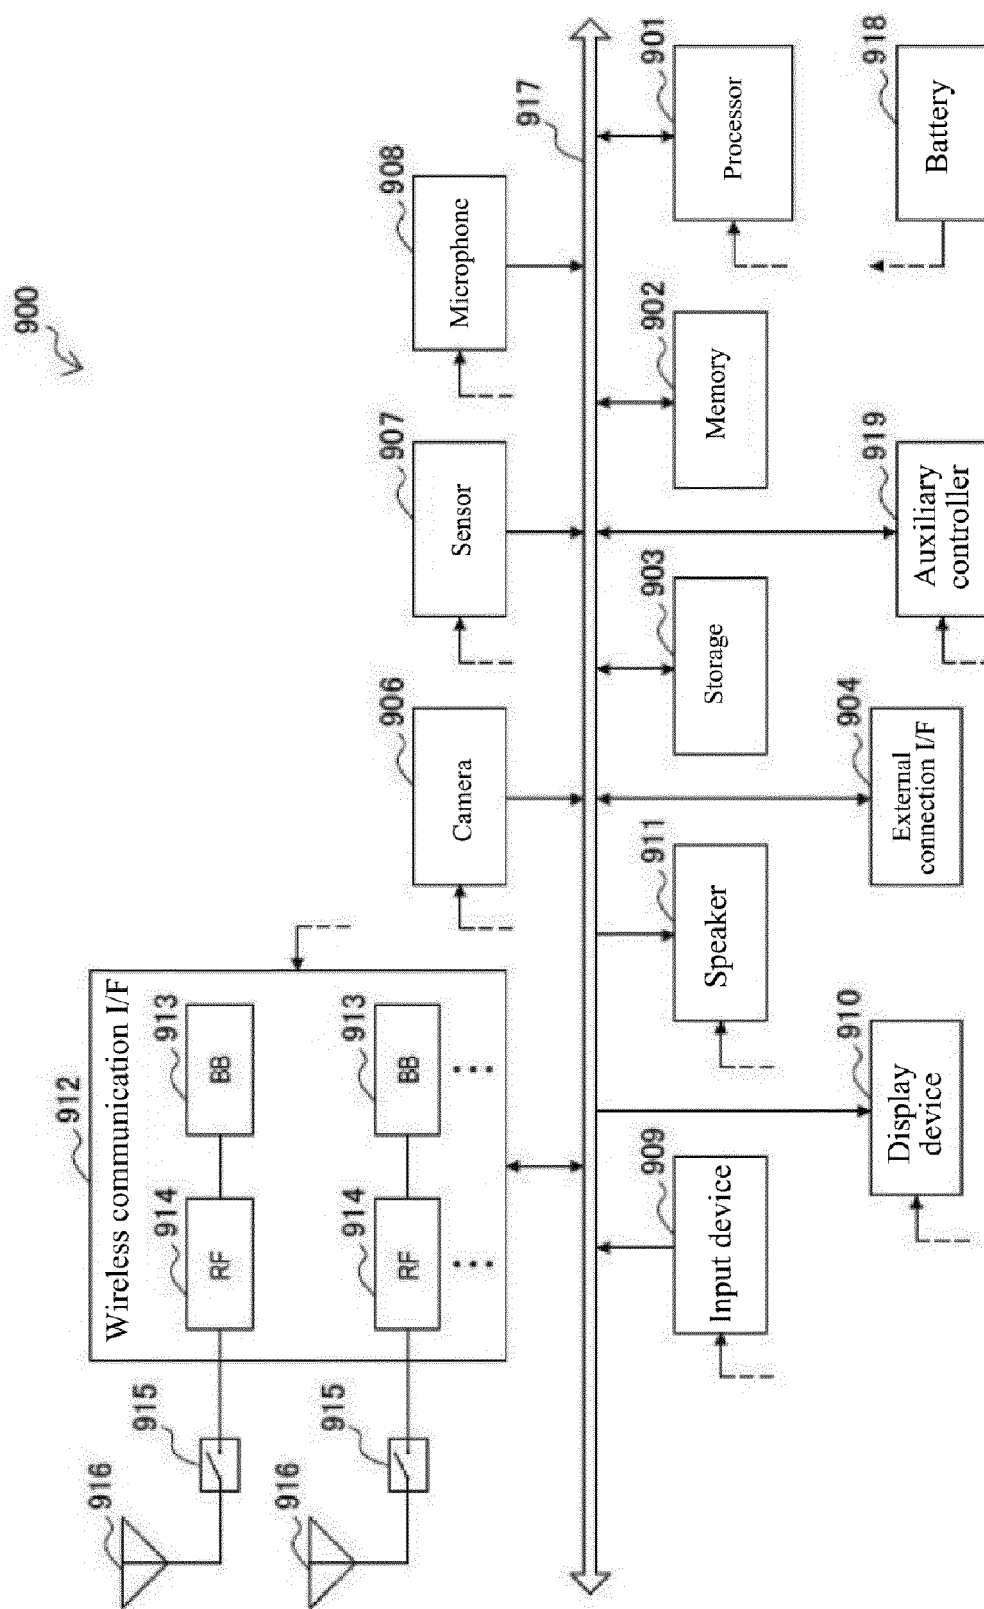 900
916
916
915
915
912
Wireless communication I/F
914
RF
913
BB
914
RF
913
BB
906
Camera
907
Sensor
908
Microphone
917
909
Input device
911
Speaker
903
Storage
902
Memory
901
Processor
910
Display
device
904
External
connection I/F
919
Auxiliary
controller
918
Battery